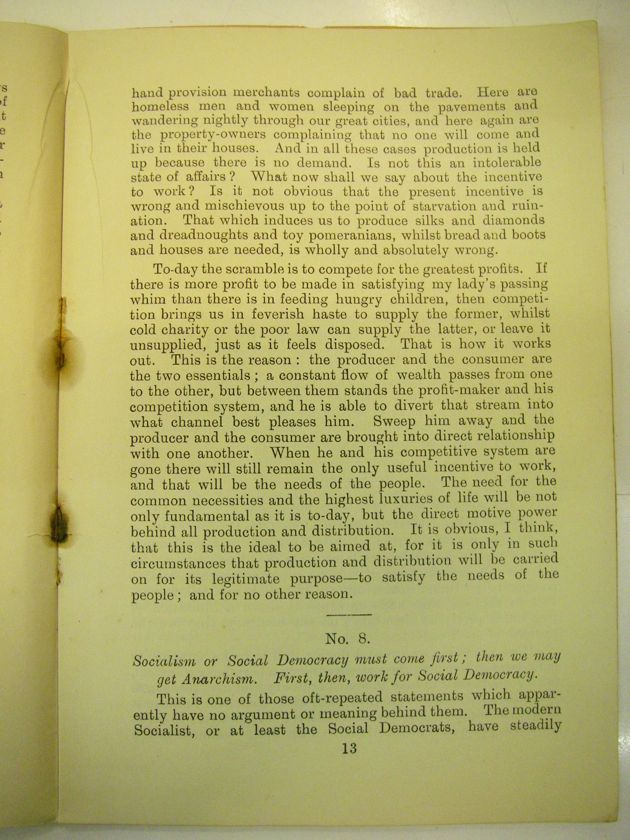 hand provision merchants complain of bad trade. Here are
homeless men and women sleeping on the pavements and
wandering nightly through our great cities, and here again are
the property-owners complaining that no one will come and
live in their houses. And in all these cases production is held
up because there is no demand. Is not this an intolerable
state of affairs? What now shall we say about the incentive
to work? Is it not obvious that the present incentive is
wrong and mischievous up to the point of starvation and ruin-
ation. That which induces us to produce silks and diamonds
and dreadnoughts and toy pomeranians, whilst bread and boots
and houses are needed, is wholly and absolutely wrong.
To-day the scramble is to compete for the greatest profits. If
there is more profit to be made in satisfying my lady's passing
whim than there is in feeding hungry children, then competi-
tion brings us in feverish haste to supply the former, whilst
cold charity or the poor law can supply the latter, or leave it
unsupplied, just as it feels disposed. That is how it works
out. This is the reason: the producer and the consumer are
the two essentials; a constant flow of wealth passes from one
to the other, but between them stands the profit-maker and his
competition system, and he is able to divert that stream into
what channel best pleases him. Sweep him away and the
producer and the consumer are brought into direct relationship
with one another. When he and his competitive system are
gone there will still remain the only useful incentive to work,
and that will be the needs of the people. The need for the
common necessities and the highest luxuries of life will be not
only fundamental as it is to-day, but the direct motive power
behind all production and distribution. It is obvious, I think,
that this is the ideal to be aimed at, for it is only in such
circumstances that production and distribution will be carried
on for its legitimate purpose—to satisfy the needs of the
people; and for no other reason.
No. 8.
Socialism or Social Democracy must come first; then we may
get Anarchism. First, then, work for Social Democracy.
This is one of those oft-repeated statements which appar-
ently have no argument or meaning behind them. The modern
Socialist, or at least the Social Democrats, have steadily
13